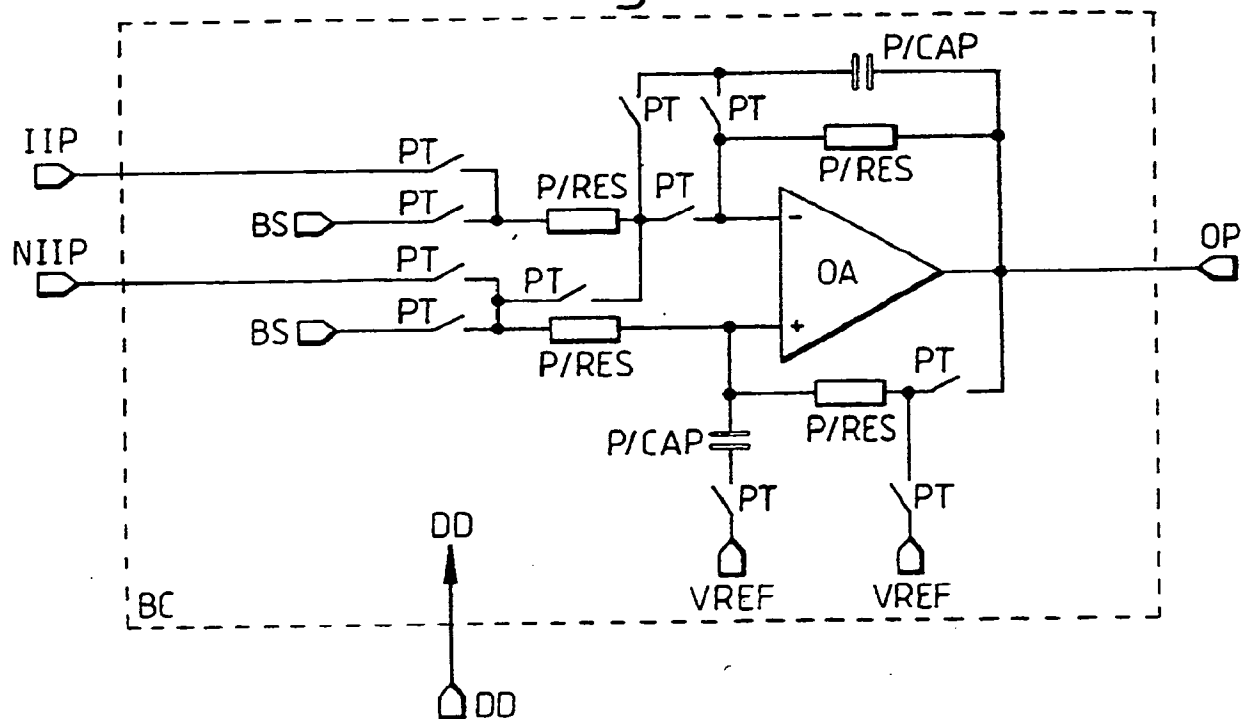 P/CAP
PT PT
IIP
PT
P/RES
P/RES
PT
PT
BS
NIIP
PT
PT
OA
OP
BS
PT
P/RES
PT
P/RES
P/CAP
PT
PT
DD
VREF
VREF
BC
DD